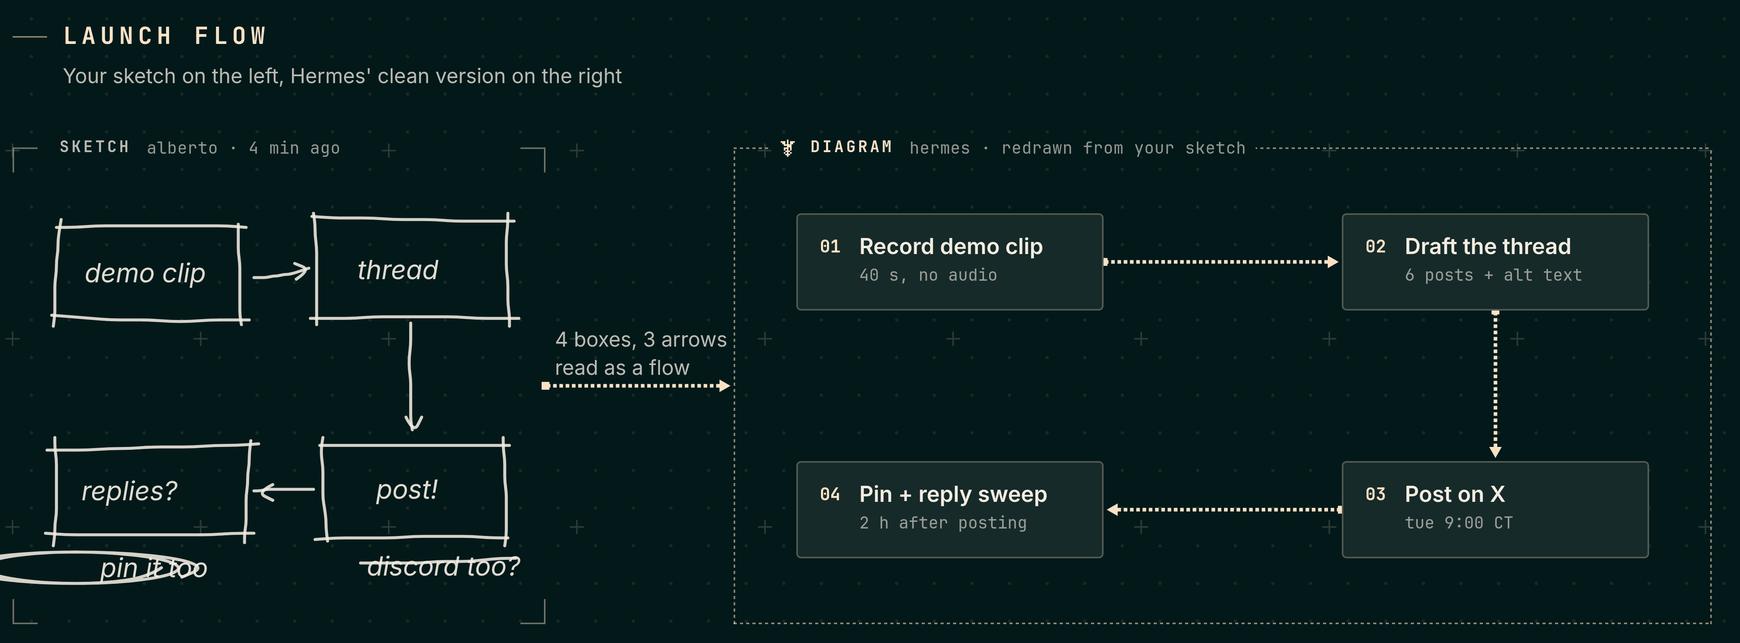 LAUNCH FLOW
Your sketch on the left, Hermes' clean version on the right
SKETCH alberto · 4 min ago
demo clip
thread
replies?
post!
pin it too
discord too?
4 boxes, 3 arrows
read as a flow
DIAGRAM hermes · redrawn from your sketch
01 Record demo clip
40 s, no audio
02 Draft the thread
6 posts + alt text
04 Pin + reply sweep
2 h after posting
03 Post on X
tue 9:00 CT